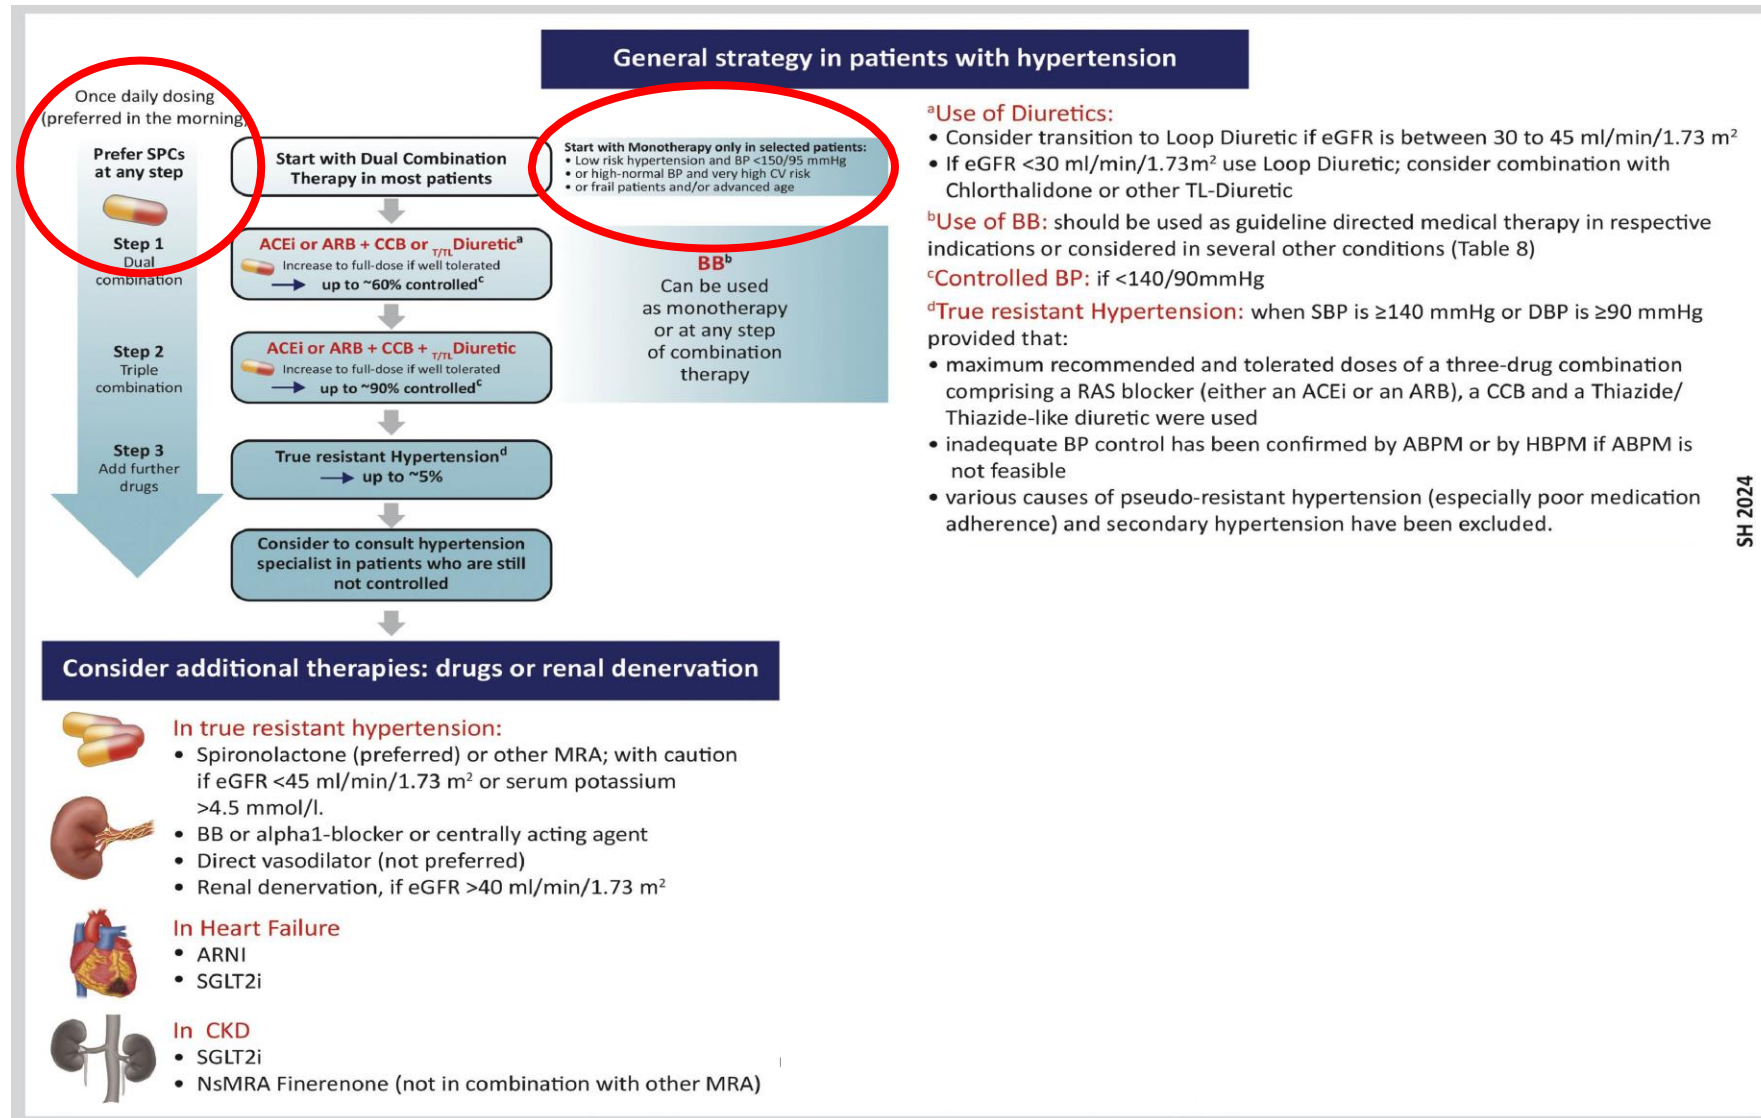 General strategy in patients with hypertension
Once daily dosing
(preferred in the morning)
Prefer SPCs
at any step
Step 1
Dual
combination
Step 2
Triple
combination
Step 3
Add further
drugs
Start with Dual Combination
Therapy in most patients
ACEi or ARB + CCB or T/TLDiureticᵃ
Increase to full-dose if well tolerated
up to ~60% controlledᶜ
ACEi or ARB + CCB + T/TLDiuretic
Increase to full-dose if well tolerated
up to ~90% controlledᶜ
True resistant Hypertensionᵈ
up to ~5%
Consider to consult hypertension
specialist in patients who are still
not controlled
Start with Monotherapy only in selected patients:
• Low risk hypertension and BP <150/95 mmHg
• or high-normal BP and very high CV risk
• or frail patients and/or advanced age
BBᵇ
Can be used
as monotherapy
or at any step
of combination
therapy
ᵃUse of Diuretics:
• Consider transition to Loop Diuretic if eGFR is between 30 to 45 ml/min/1.73 m²
• If eGFR <30 ml/min/1.73m² use Loop Diuretic; consider combination with
Chlorthalidone or other TL-Diuretic
ᵇUse of BB: should be used as guideline directed medical therapy in respective
indications or considered in several other conditions (Table 8)
ᶜControlled BP: if <140/90mmHg
ᵈTrue resistant Hypertension: when SBP is ≥140 mmHg or DBP is ≥90 mmHg
provided that:
• maximum recommended and tolerated doses of a three-drug combination
comprising a RAS blocker (either an ACEi or an ARB), a CCB and a Thiazide/
Thiazide-like diuretic were used
• inadequate BP control has been confirmed by ABPM or by HBPM if ABPM is
not feasible
• various causes of pseudo-resistant hypertension (especially poor medication
adherence) and secondary hypertension have been excluded.
SH 2024
Consider additional therapies: drugs or renal denervation
In true resistant hypertension:
• Spironolactone (preferred) or other MRA; with caution
if eGFR <45 ml/min/1.73 m² or serum potassium
>4.5 mmol/l.
• BB or alpha1-blocker or centrally acting agent
• Direct vasodilator (not preferred)
• Renal denervation, if eGFR >40 ml/min/1.73 m²
In Heart Failure
• ARNI
• SGLT2i
In CKD
• SGLT2i
• NsMRA Finerenone (not in combination with other MRA)